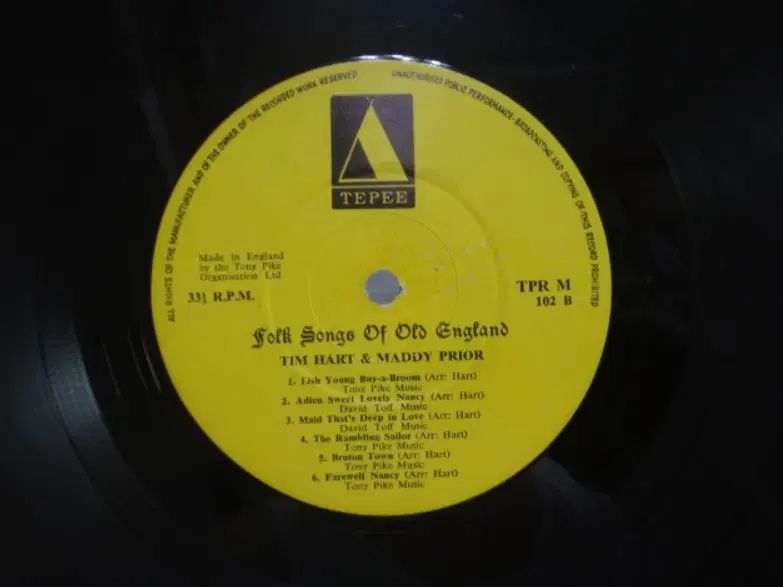 ALL RIGHTS OF THE MANUFACTURER AND OF THE OWNER OF THE RECORDED WORK RESERVED
UNAUTHORISED PUBLIC PERFORMANCE · BROADCASTING AND COPYING OF THIS RECORD PROHIBITED
TEPEE
Made in England
by the Tony Pike
Organisation Ltd
33⅓ R.P.M.
TPR M
102 B
Folk Songs Of Old England
TIM HART & MADDY PRIOR
1. Lish Young Buy-a-Broom (Arr: Hart)
Tony Pike Music
2. Adieu Sweet Lovely Nancy (Arr: Hart)
David Toff Music
3. Maid That's Deep in Love (Arr: Hart)
David Toff Music
4. The Rambling Sailor (Arr: Hart)
Tony Pike Music
5. Bruton Town (Arr: Hart)
Tony Pike Music
6. Farewell Nancy (Arr: Hart)
Tony Pike Music